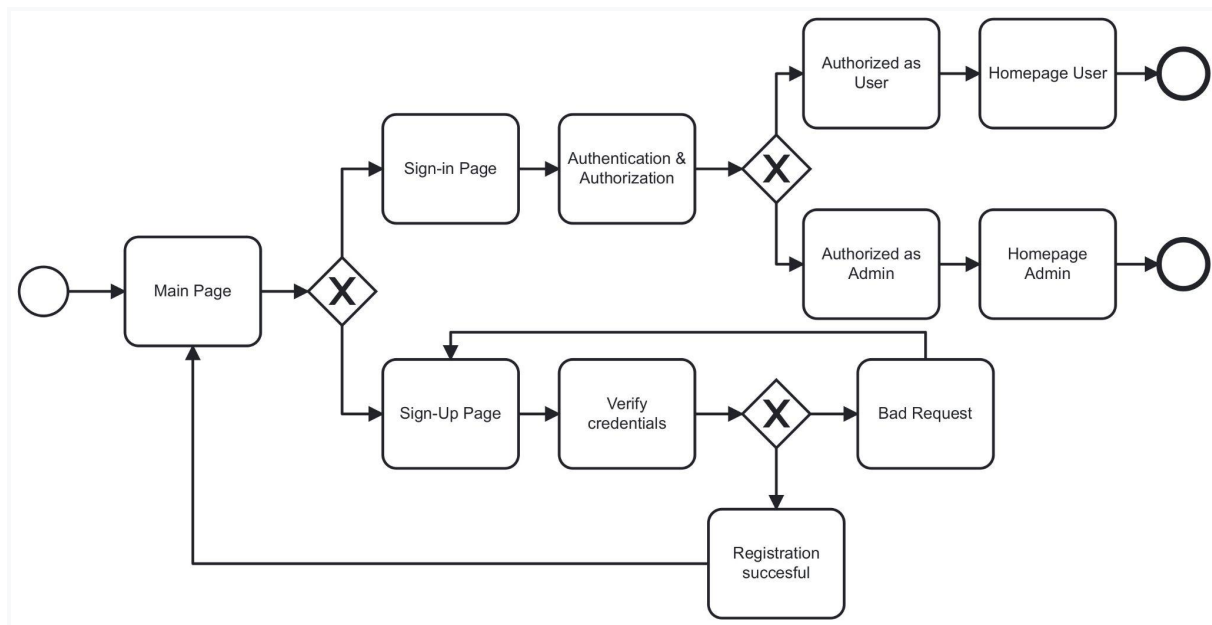 Authorized as
User
Homepage User
Sign-in Page
Authentication &
Authorization
Authorized as
Admin
Homepage
Admin
Main Page
X
X
Sign-Up Page
Verify
credentials
X
Bad Request
Registration
succesful